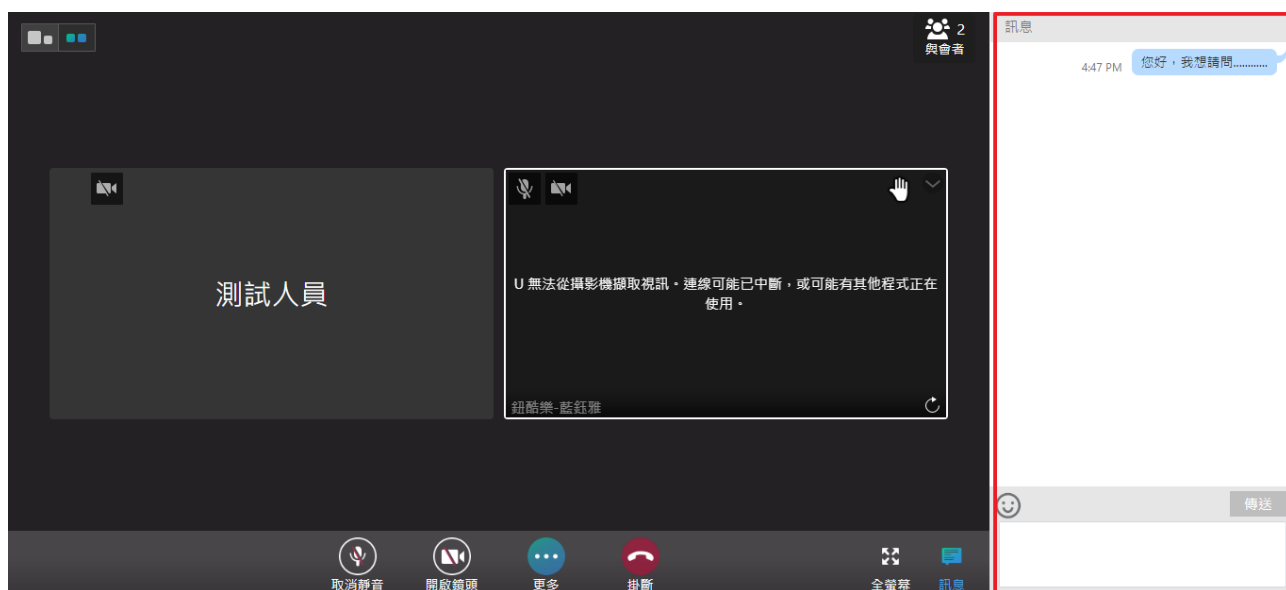 2
與會者
訊息
4:47 PM
您好，我想請問............
測試人員
U 無法從攝影機擷取視訊。連線可能已中斷，或可能有其他程式正在
使用。
鈕酷樂-藍鈺雅
傳送
取消靜音
開啟鏡頭
更多
掛斷
全螢幕
訊息